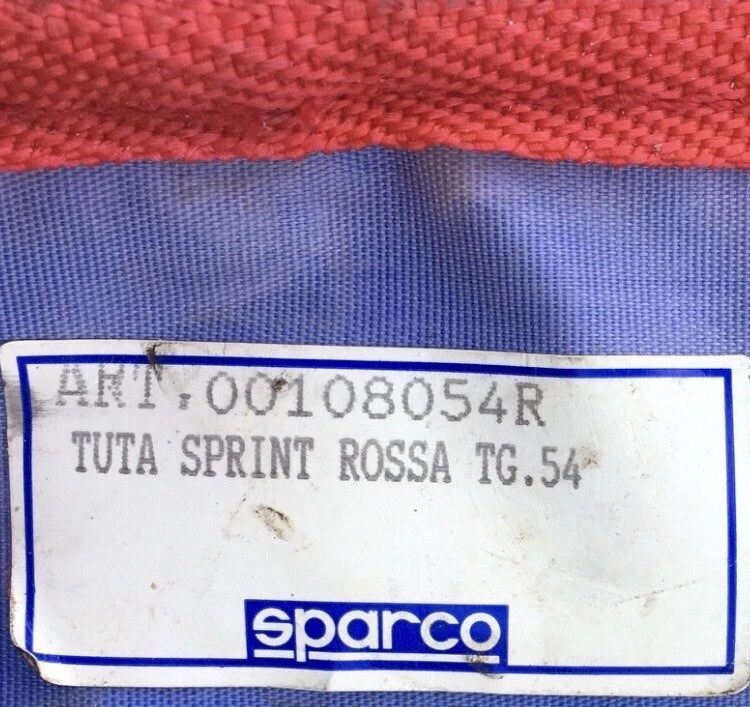 ART.00108054R
TUTA SPRINT ROSSA TG.54
sparco